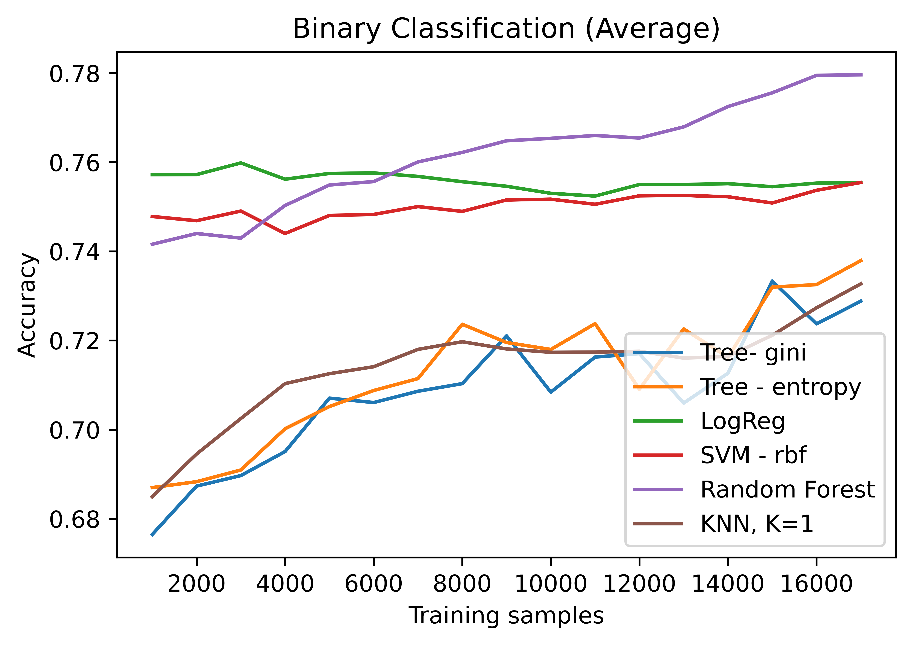 Binary Classification (Average)
0.78
0.76
0.74
0.72
0.70
0.68
Accuracy
Tree- gini
Tree - entropy
LogReg
SVM - rbf
Random Forest
KNN, K=1
2000 4000 6000 8000 10000 12000 14000 16000
Training samples